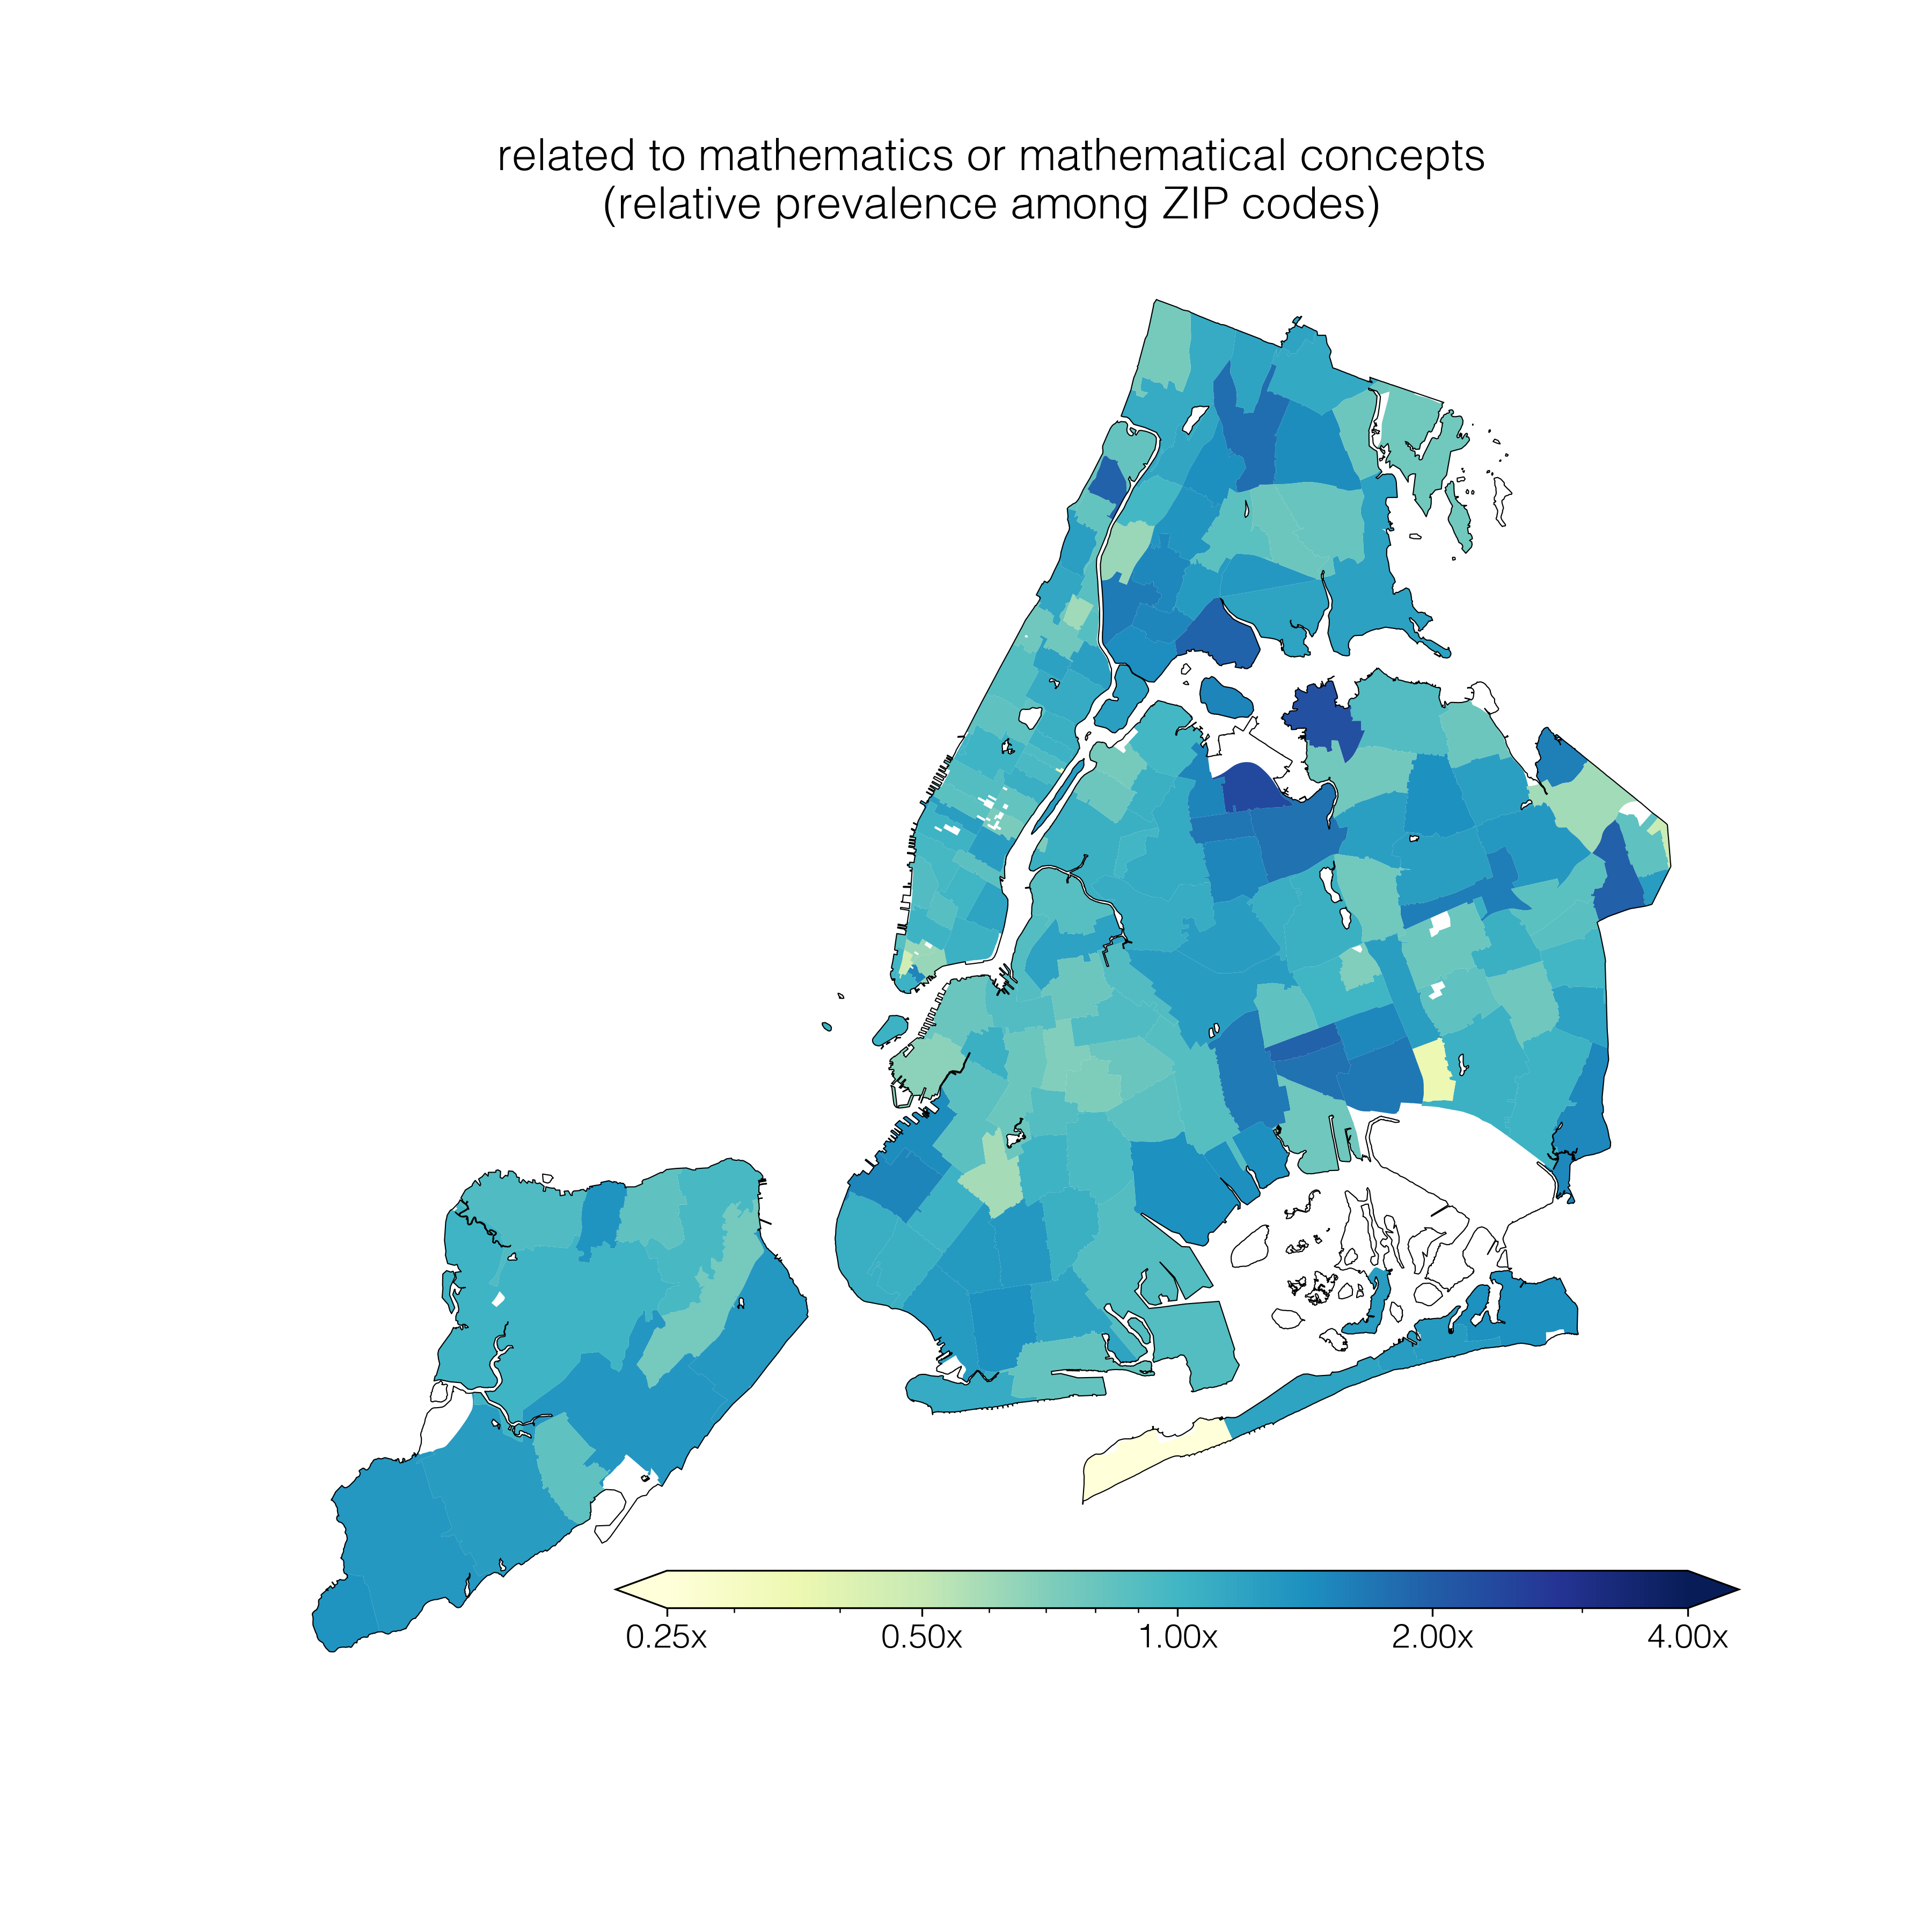 related to mathematics or mathematical concepts
(relative prevalence among ZIP codes)
0.25x 0.50x 1.00x 2.00x 4.00x